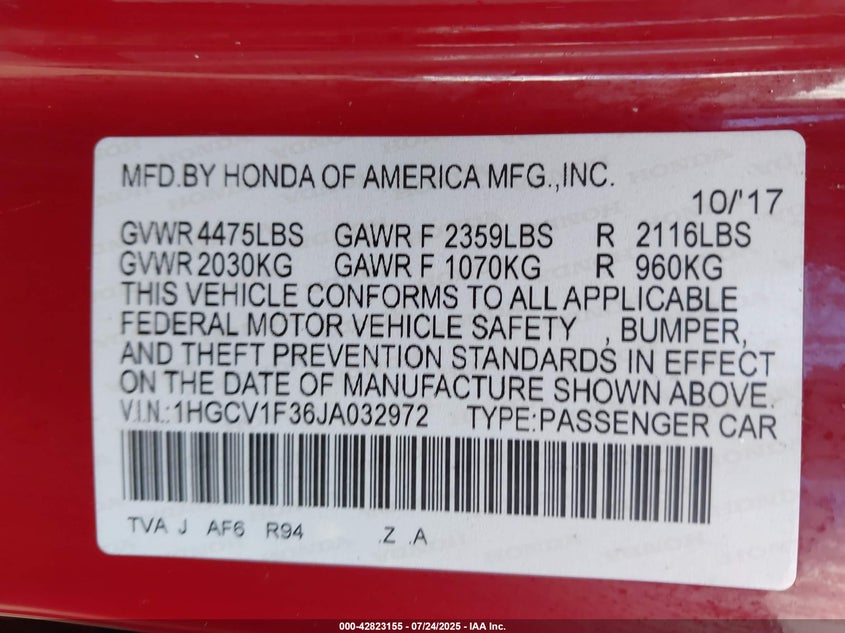 MFD.BY HONDA OF AMERICA MFG.,INC.
10/'17
GVWR 4475LBS GAWR F 2359LBS R 2116LBS
GVWR 2030KG GAWR F 1070KG R 960KG
THIS VEHICLE CONFORMS TO ALL APPLICABLE
FEDERAL MOTOR VEHICLE SAFETY , BUMPER,
AND THEFT PREVENTION STANDARDS IN EFFECT
ON THE DATE OF MANUFACTURE SHOWN ABOVE.
V.I.N.:1HGCV1F36JA032972 TYPE:PASSENGER CAR
TVA J AF6 R94 .Z .A
000-42823155 - 07/24/2025 - IAA Inc.